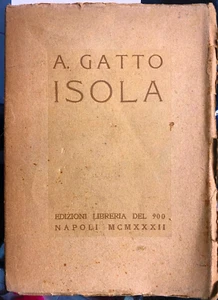 A. GATTO
ISOLA
EDIZIONI LIBRERIA DEL 900
NAPOLI MCMXXXII